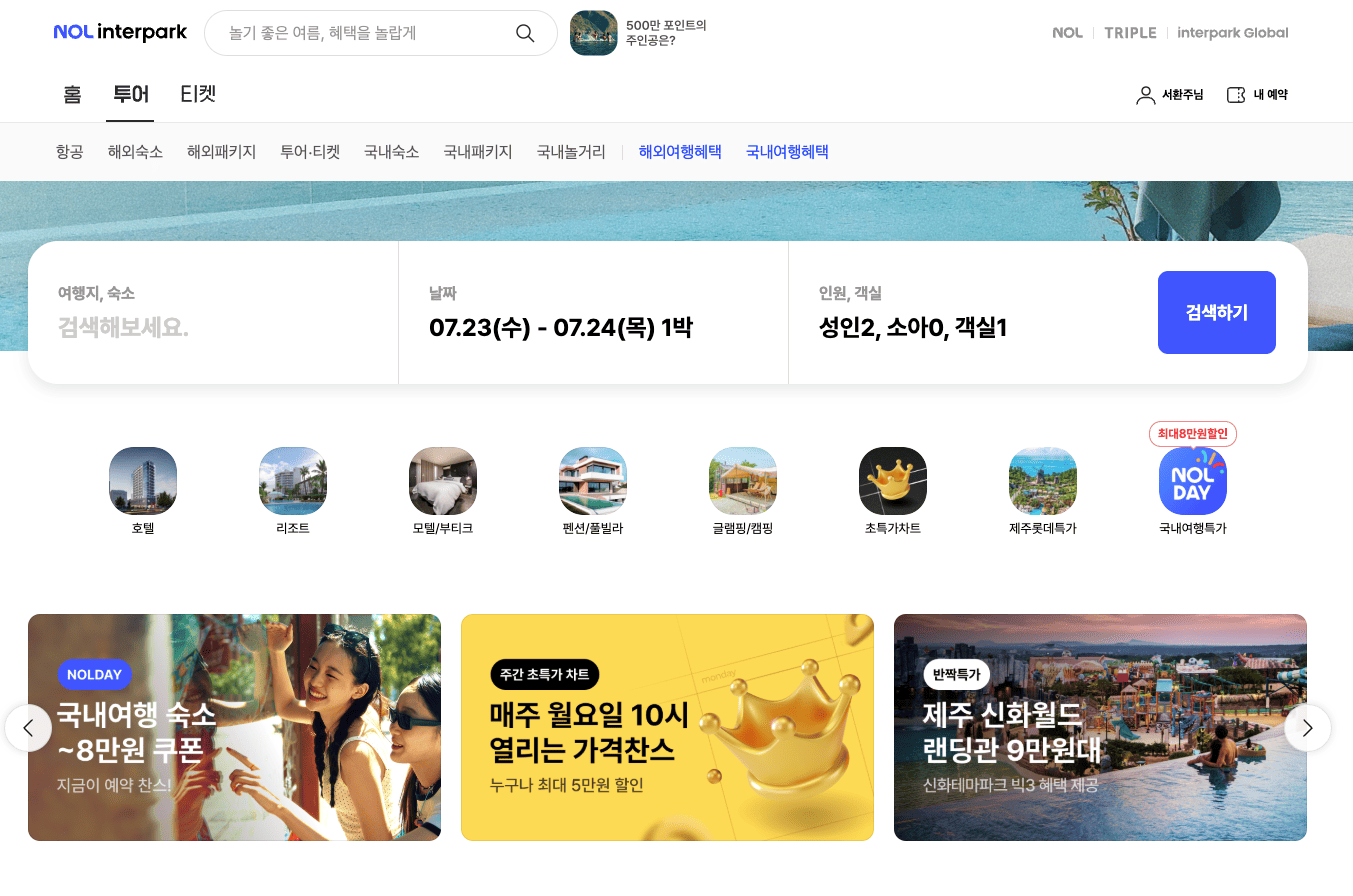 NOL interpark
놀기 좋은 여름, 혜택을 놀랍게
500만 포인트의
주인공은?
NOL
TRIPLE
interpark Global
홈
투어
티켓
서환주님
내 예약
항공
해외숙소
해외패키지
투어·티켓
국내숙소
국내패키지
국내놀거리
해외여행혜택
국내여행혜택
여행지, 숙소
검색해보세요.
날짜
07.23(수) - 07.24(목) 1박
인원, 객실
성인2, 소아0, 객실1
검색하기
최대8만원할인
NOL
DAY
호텔
리조트
모텔/부티크
펜션/풀빌라
글램핑/캠핑
초특가차트
제주롯데특가
국내여행특가
NOLDAY
국내여행 숙소
~8만원 쿠폰
지금이 예약 찬스!
주간 초특가 차트
매주 월요일 10시
열리는 가격찬스
누구나 최대 5만원 할인
monday
반짝특가
제주 신화월드
랜딩관 9만원대
신화테마파크 빅3 혜택 제공